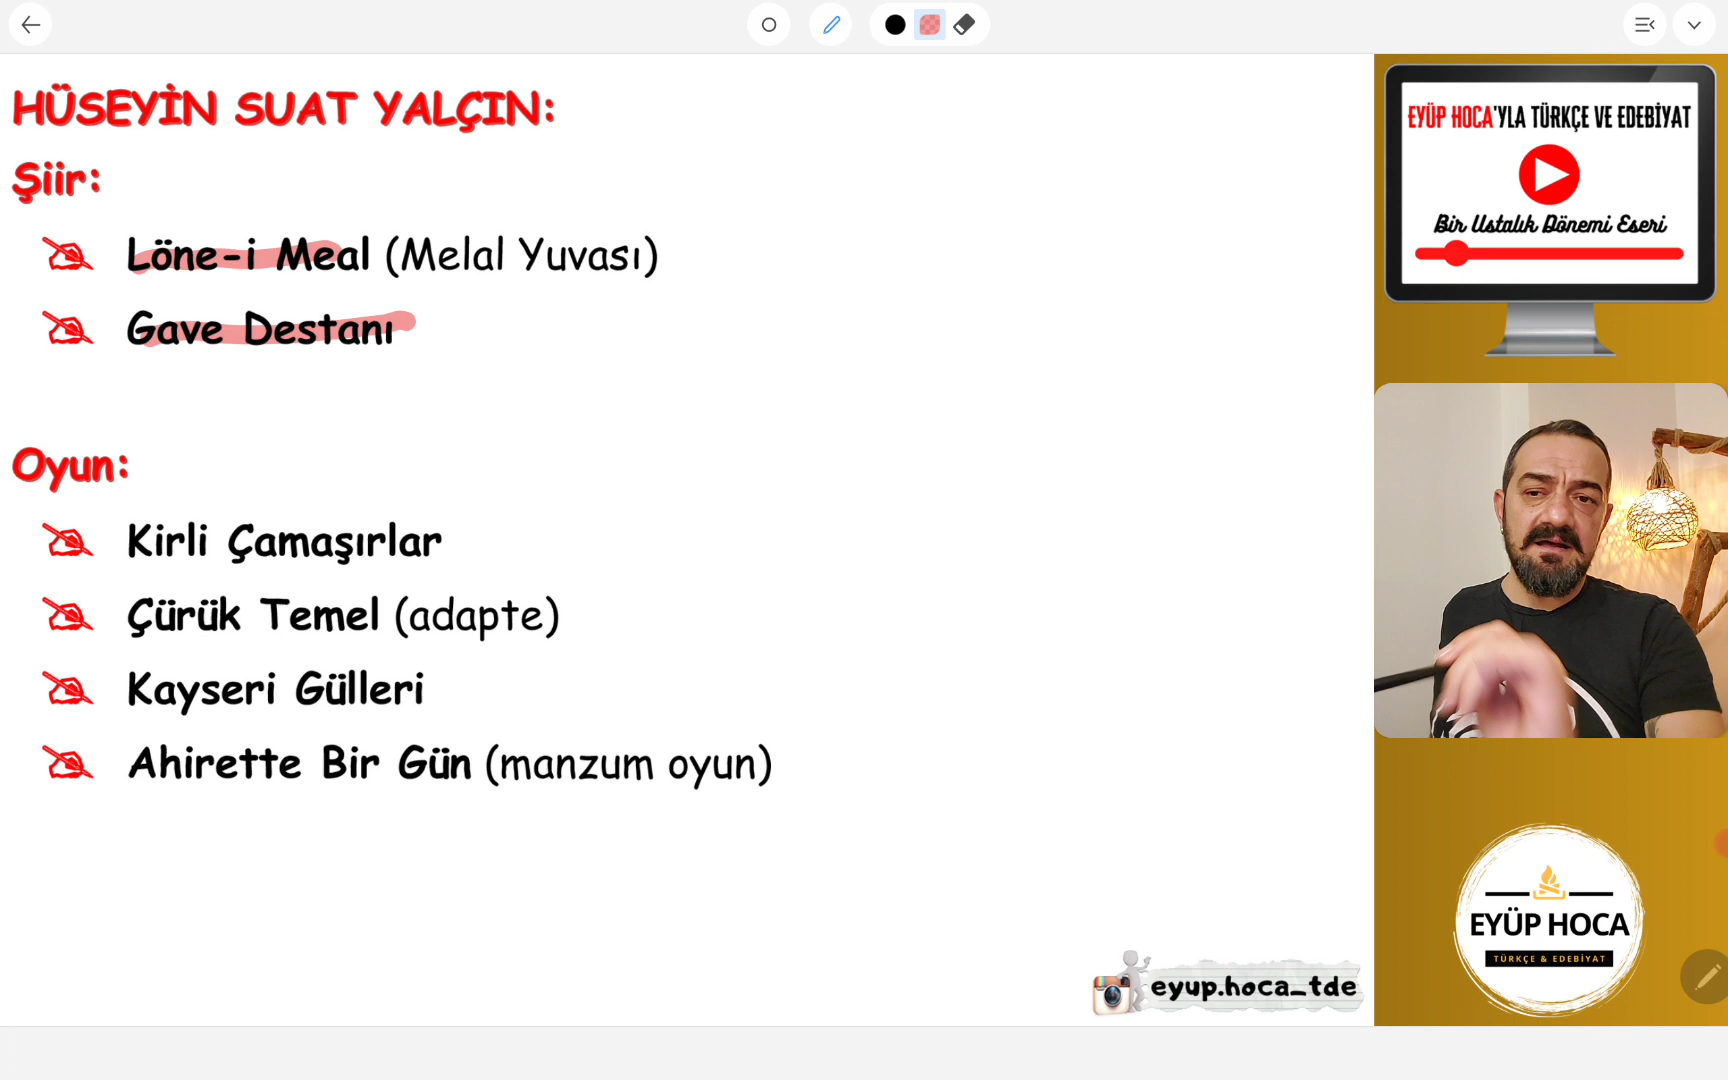 HÜSEYİN SUAT YALÇIN:
Şiir:
Löne-i Meal (Melal Yuvası)
Gave Destanı
Oyun:
Kirli Çamaşırlar
Çürük Temel (adapte)
Kayseri Gülleri
Ahirette Bir Gün (manzum oyun)
eyup.hoca_tde
EYÜP HOCA'YLA TÜRKÇE VE EDEBİYAT
Bir Ustalık Dönemi Eseri
EYÜP HOCA
TÜRKÇE & EDEBİYAT